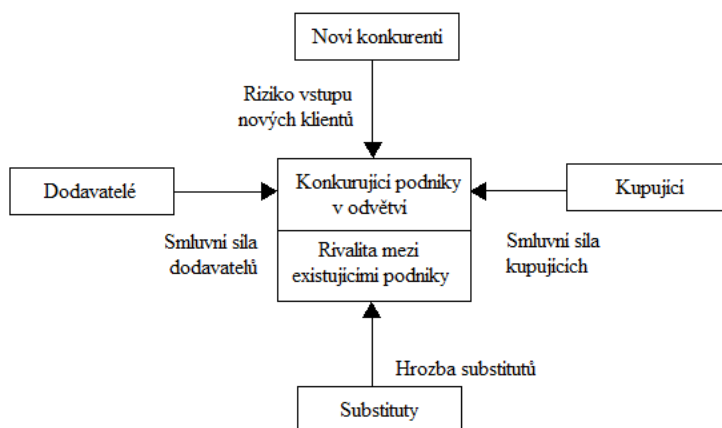 Noví konkurenti
Riziko vstupu
nových klientů
Dodavatelé
Konkurující podniky
v odvětví
Kupující
Smluvní síla
dodavatelů
Rivalita mezi
existujícími podniky
Smluvní síla
kupujících
Hrozba substitutů
Substituty